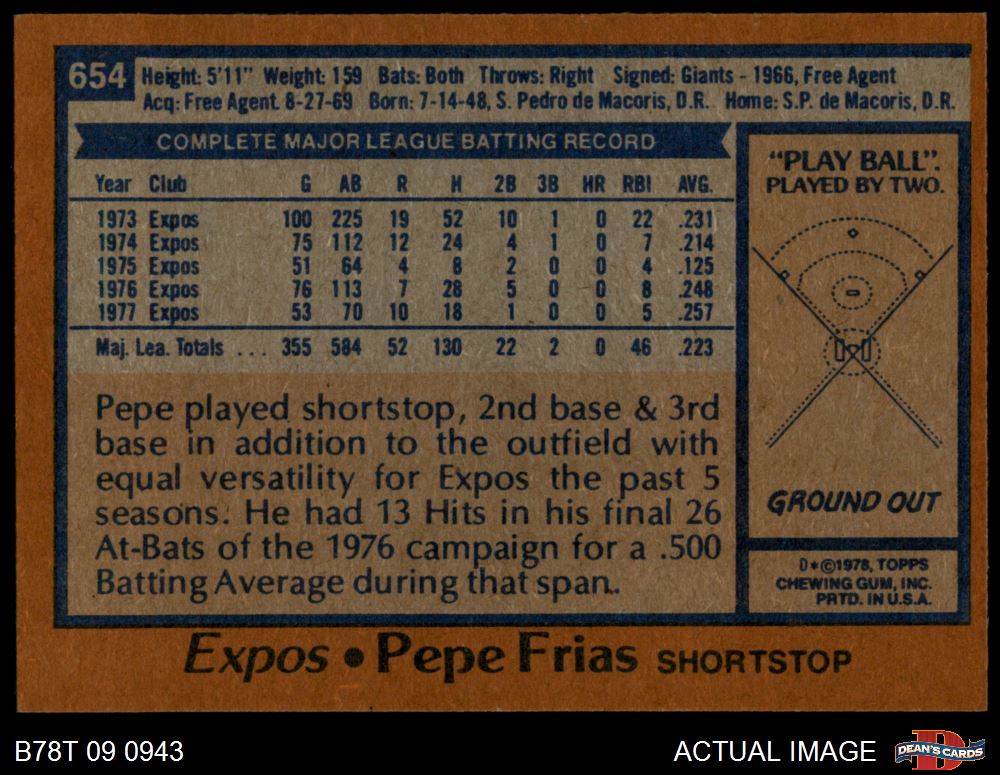 654
Height: 5'11" Weight: 159 Bats: Both Throws: Right Signed: Giants - 1966, Free Agent
Acq: Free Agent 8-27-69 Born: 7-14-48, S. Pedro de Macoris, D.R. Home: S.P. de Macoris, D.R.
COMPLETE MAJOR LEAGUE BATTING RECORD
Year Club G AB R H 2B 3B HR RBI AVG.
1973 Expos 100 225 19 52 10 1 0 22 .231
1974 Expos 75 112 12 24 4 1 0 7 .214
1975 Expos 51 64 4 8 2 0 0 4 .125
1976 Expos 76 113 7 28 5 0 0 8 .248
1977 Expos 53 70 10 18 1 0 0 5 .257
Maj. Lea. Totals ... 355 584 52 130 22 2 0 46 .223
Pepe played shortstop, 2nd base & 3rd
base in addition to the outfield with
equal versatility for Expos the past 5
seasons. He had 13 Hits in his final 26
At-Bats of the 1976 campaign for a .500
Batting Average during that span.
"PLAY BALL".
PLAYED BY TWO.
GROUND OUT
D*©1978, TOPPS
CHEWING GUM, INC.
PRTD. IN U.S.A.
Expos • Pepe Frias SHORTSTOP
B78T 09 0943
ACTUAL IMAGE
D
DEAN'S CARDS